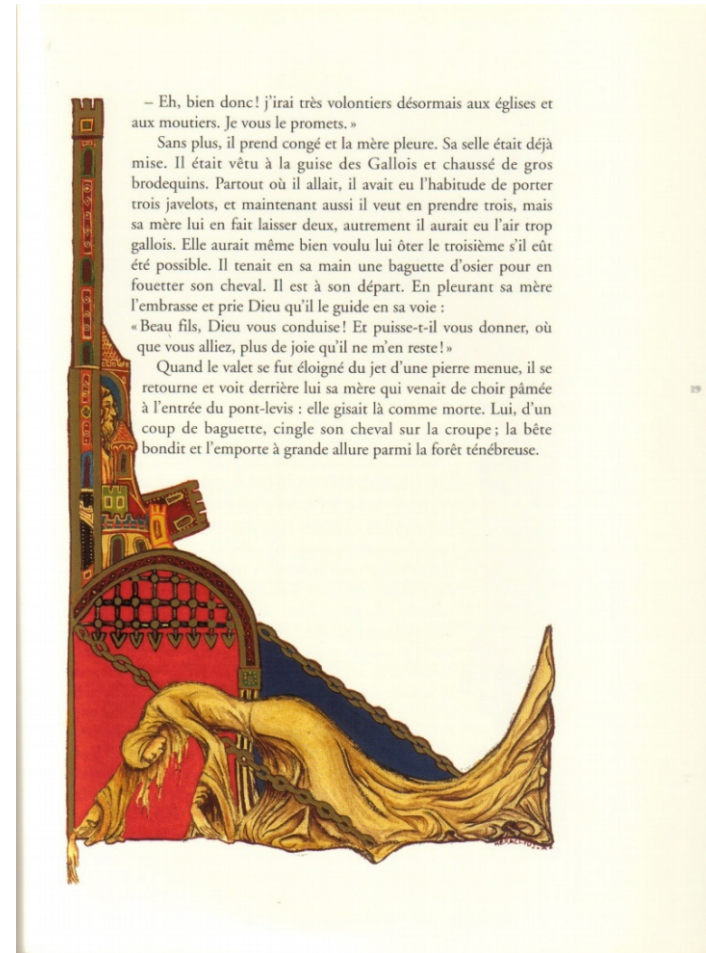 – Eh, bien donc! j'irai très volontiers désormais aux églises et
aux moutiers. Je vous le promets. »
Sans plus, il prend congé et la mère pleure. Sa selle était déjà
mise. Il était vêtu à la guise des Gallois et chaussé de gros
brodequins. Partout où il allait, il avait eu l'habitude de porter
trois javelots, et maintenant aussi il veut en prendre trois, mais
sa mère lui en fait laisser deux, autrement il aurait eu l'air trop
gallois. Elle aurait même bien voulu lui ôter le troisième s'il eût
été possible. Il tenait en sa main une baguette d'osier pour en
fouetter son cheval. Il est à son départ. En pleurant sa mère
l'embrasse et prie Dieu qu'il le guide en sa voie :
« Beau fils, Dieu vous conduise! Et puisse-t-il vous donner, où
que vous alliez, plus de joie qu'il ne m'en reste! »
Quand le valet se fut éloigné du jet d'une pierre menue, il se
retourne et voit derrière lui sa mère qui venait de choir pâmée
à l'entrée du pont-levis : elle gisait là comme morte. Lui, d'un
coup de baguette, cingle son cheval sur la croupe; la bête
bondit et l'emporte à grande allure parmi la forêt ténébreuse.